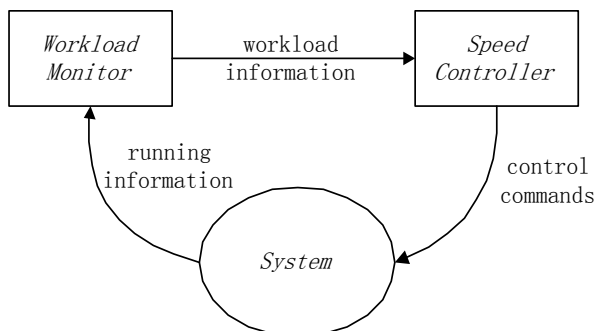 Workload
Monitor
workload
information
Speed
Controller
running
information
control
commands
System